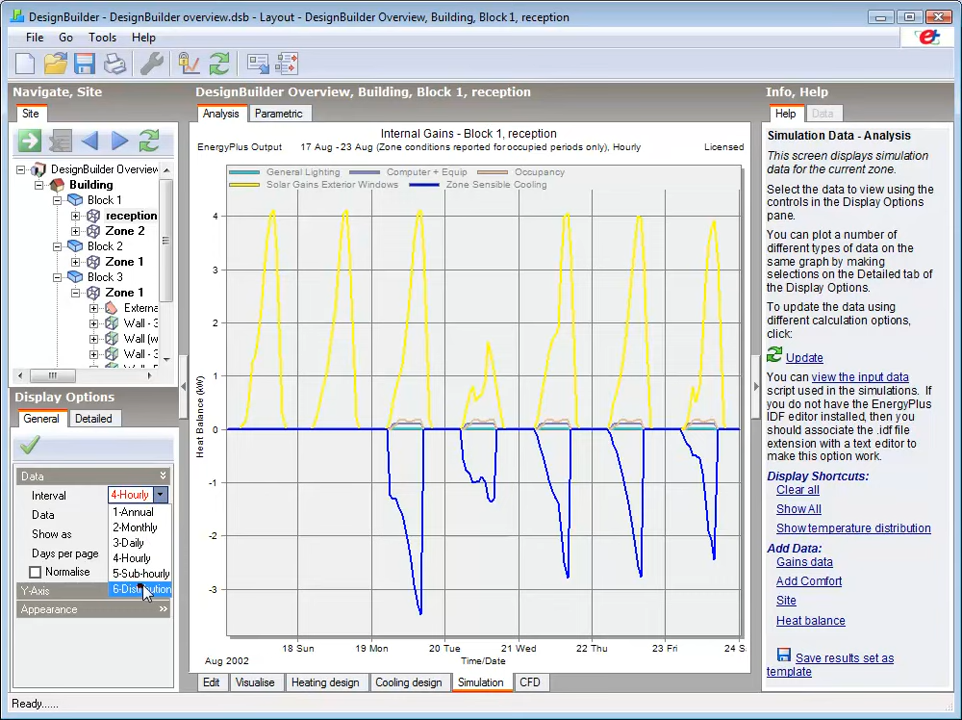 DesignBuilder - DesignBuilder overview.dsb - Layout - DesignBuilder Overview, Building, Block 1, reception
File Go Tools Help
Navigate, Site
Site
DesignBuilder Overview
Building
Block 1
reception
Zone 2
Block 2
Zone 1
Block 3
Zone 1
Externa
Wall - 3
Wall (w
Wall - 3
Wall - 5
Display Options
General Detailed
Data
Interval 4-Hourly
1-Annual
Data
2-Monthly
Show as
3-Daily
Days per page
4-Hourly
Normalise
5-Sub-hourly
Y-Axis
6-Distribution
Appearance
DesignBuilder Overview, Building, Block 1, reception
Analysis Parametric
Internal Gains - Block 1, reception
EnergyPlus Output 17 Aug - 23 Aug (Zone conditions reported for occupied periods only), Hourly Licensed
General Lighting Computer + Equip Occupancy
Solar Gains Exterior Windows Zone Sensible Cooling
Heat Balance (kW)
4
3
2
1
0
-1
-2
-3
18 Sun 19 Mon 20 Tue 21 Wed 22 Thu 23 Fri 24 S
Aug 2002 Time/Date
Edit Visualise Heating design Cooling design Simulation CFD
Info, Help
Help Data
Simulation Data - Analysis
This screen displays simulation
data for the current zone.
Select the data to view using the
controls in the Display Options
pane.
You can plot a number of
different types of data on the
same graph by making
selections on the Detailed tab of
the Display Options.
To update the data using
different calculation options,
click:
Update
You can view the input data
script used in the simulations. If
you do not have the EnergyPlus
IDF editor installed, then you
should associate the .idf file
extension with a text editor to
make this option work.
Display Shortcuts:
Clear all
Show All
Show temperature distribution
Add Data:
Gains data
Add Comfort
Site
Heat balance
Save results set as
template
Ready......